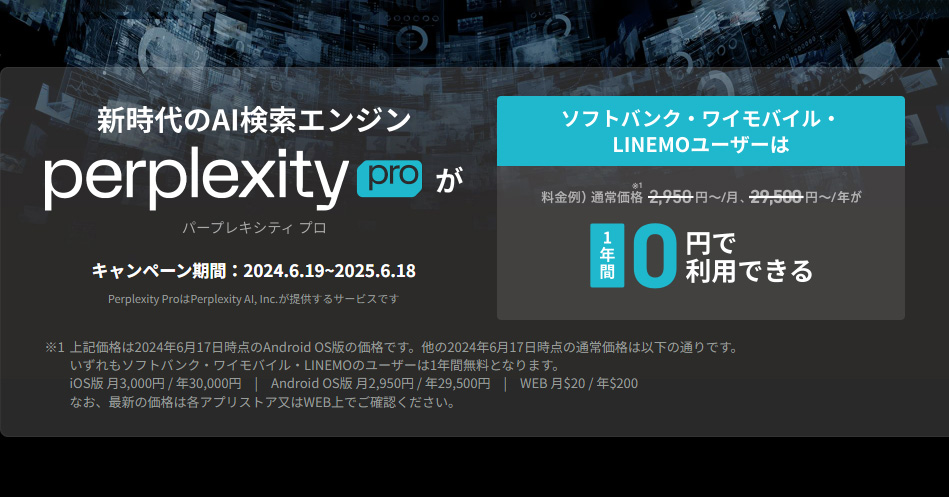 新時代のAI検索エンジン
perplexity pro が
パープレキシティ プロ
キャンペーン期間：2024.6.19~2025.6.18
Perplexity ProはPerplexity AI, Inc.が提供するサービスです
ソフトバンク・ワイモバイル・
LINEMOユーザーは
料金例）通常価格※1 2,950円～/月、29,500円～/年が
1年間 0 円で
利用できる
※1 上記価格は2024年6月17日時点のAndroid OS版の価格です。他の2024年6月17日時点の通常価格は以下の通りです。
いずれもソフトバンク・ワイモバイル・LINEMOのユーザーは1年間無料となります。
iOS版 月3,000円 / 年30,000円 | Android OS版 月2,950円 / 年29,500円 | WEB 月$20 / 年$200
なお、最新の価格は各アプリストア又はWEB上でご確認ください。